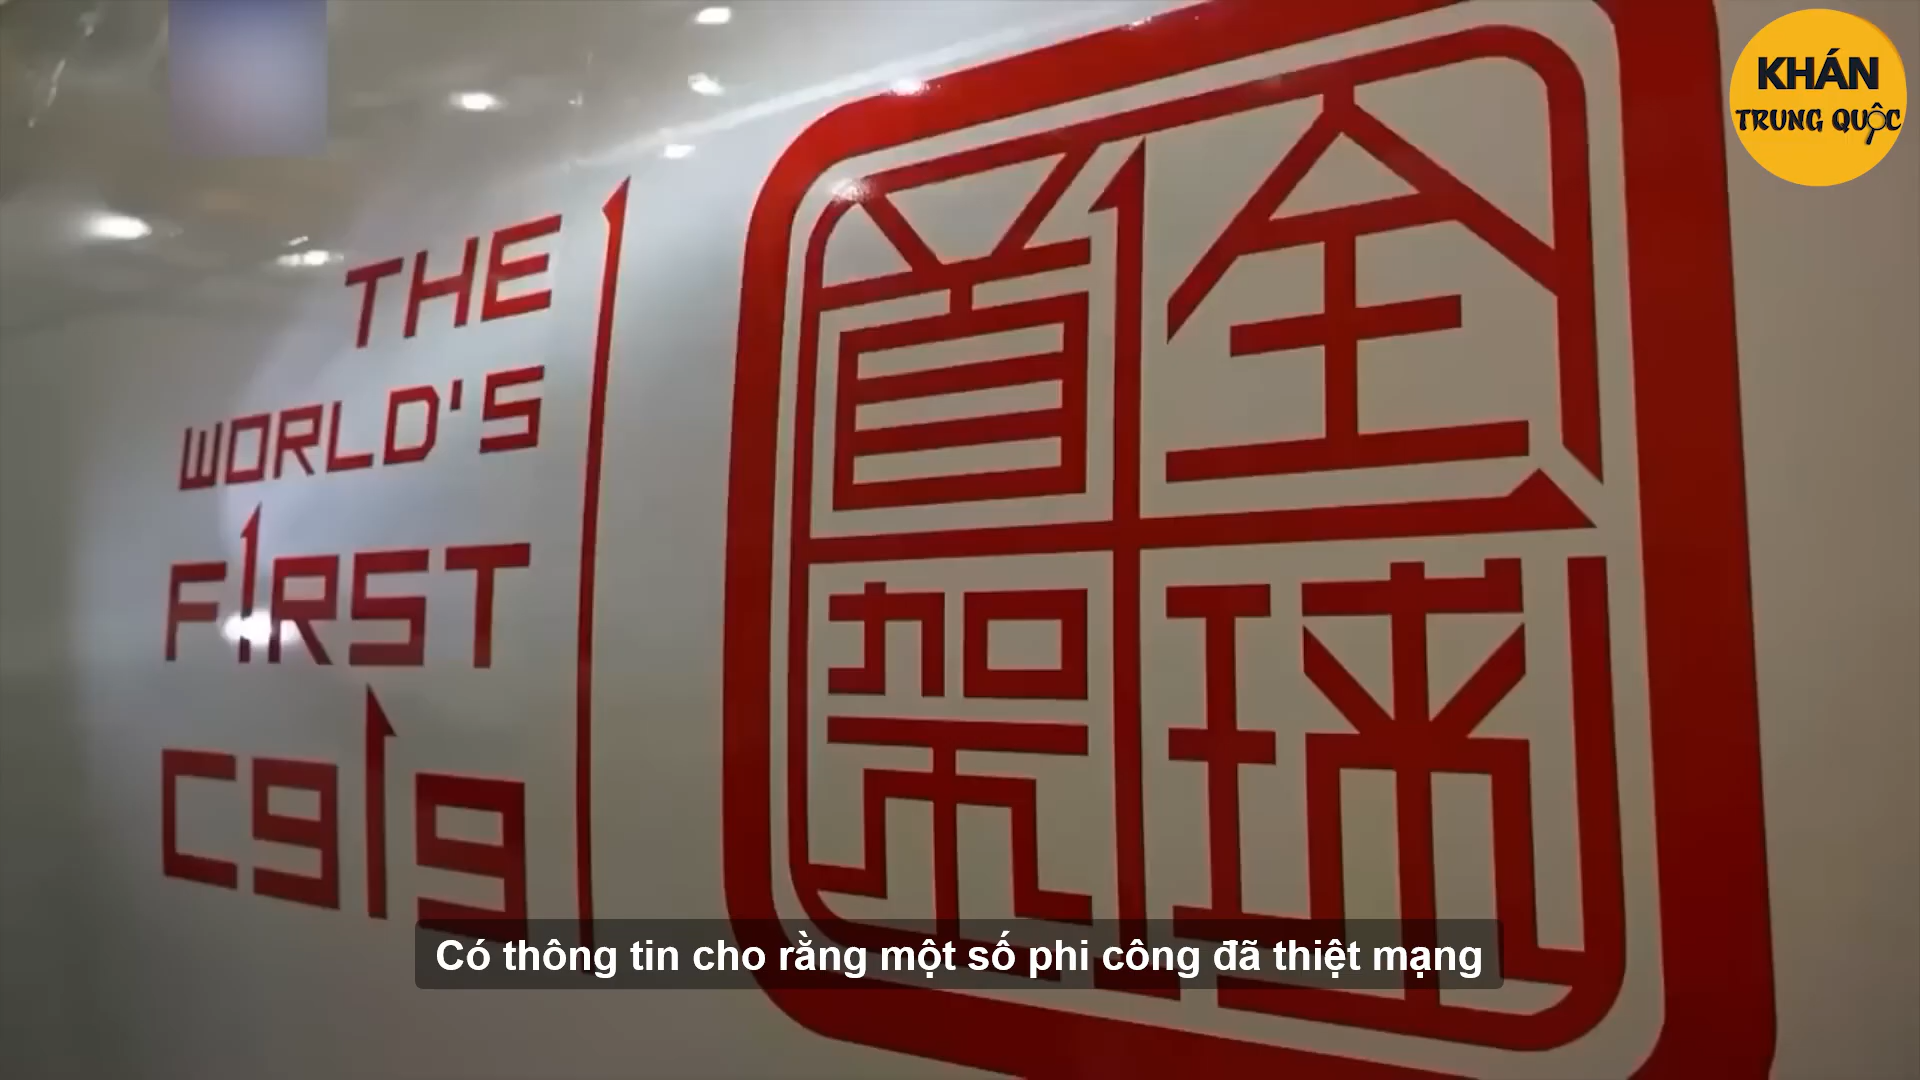 KHÁN
TRUNG QUỐC
THE
WORLD'S
F1RST
C919
全球
首架
Có thông tin cho rằng một số phi công đã thiệt mạng